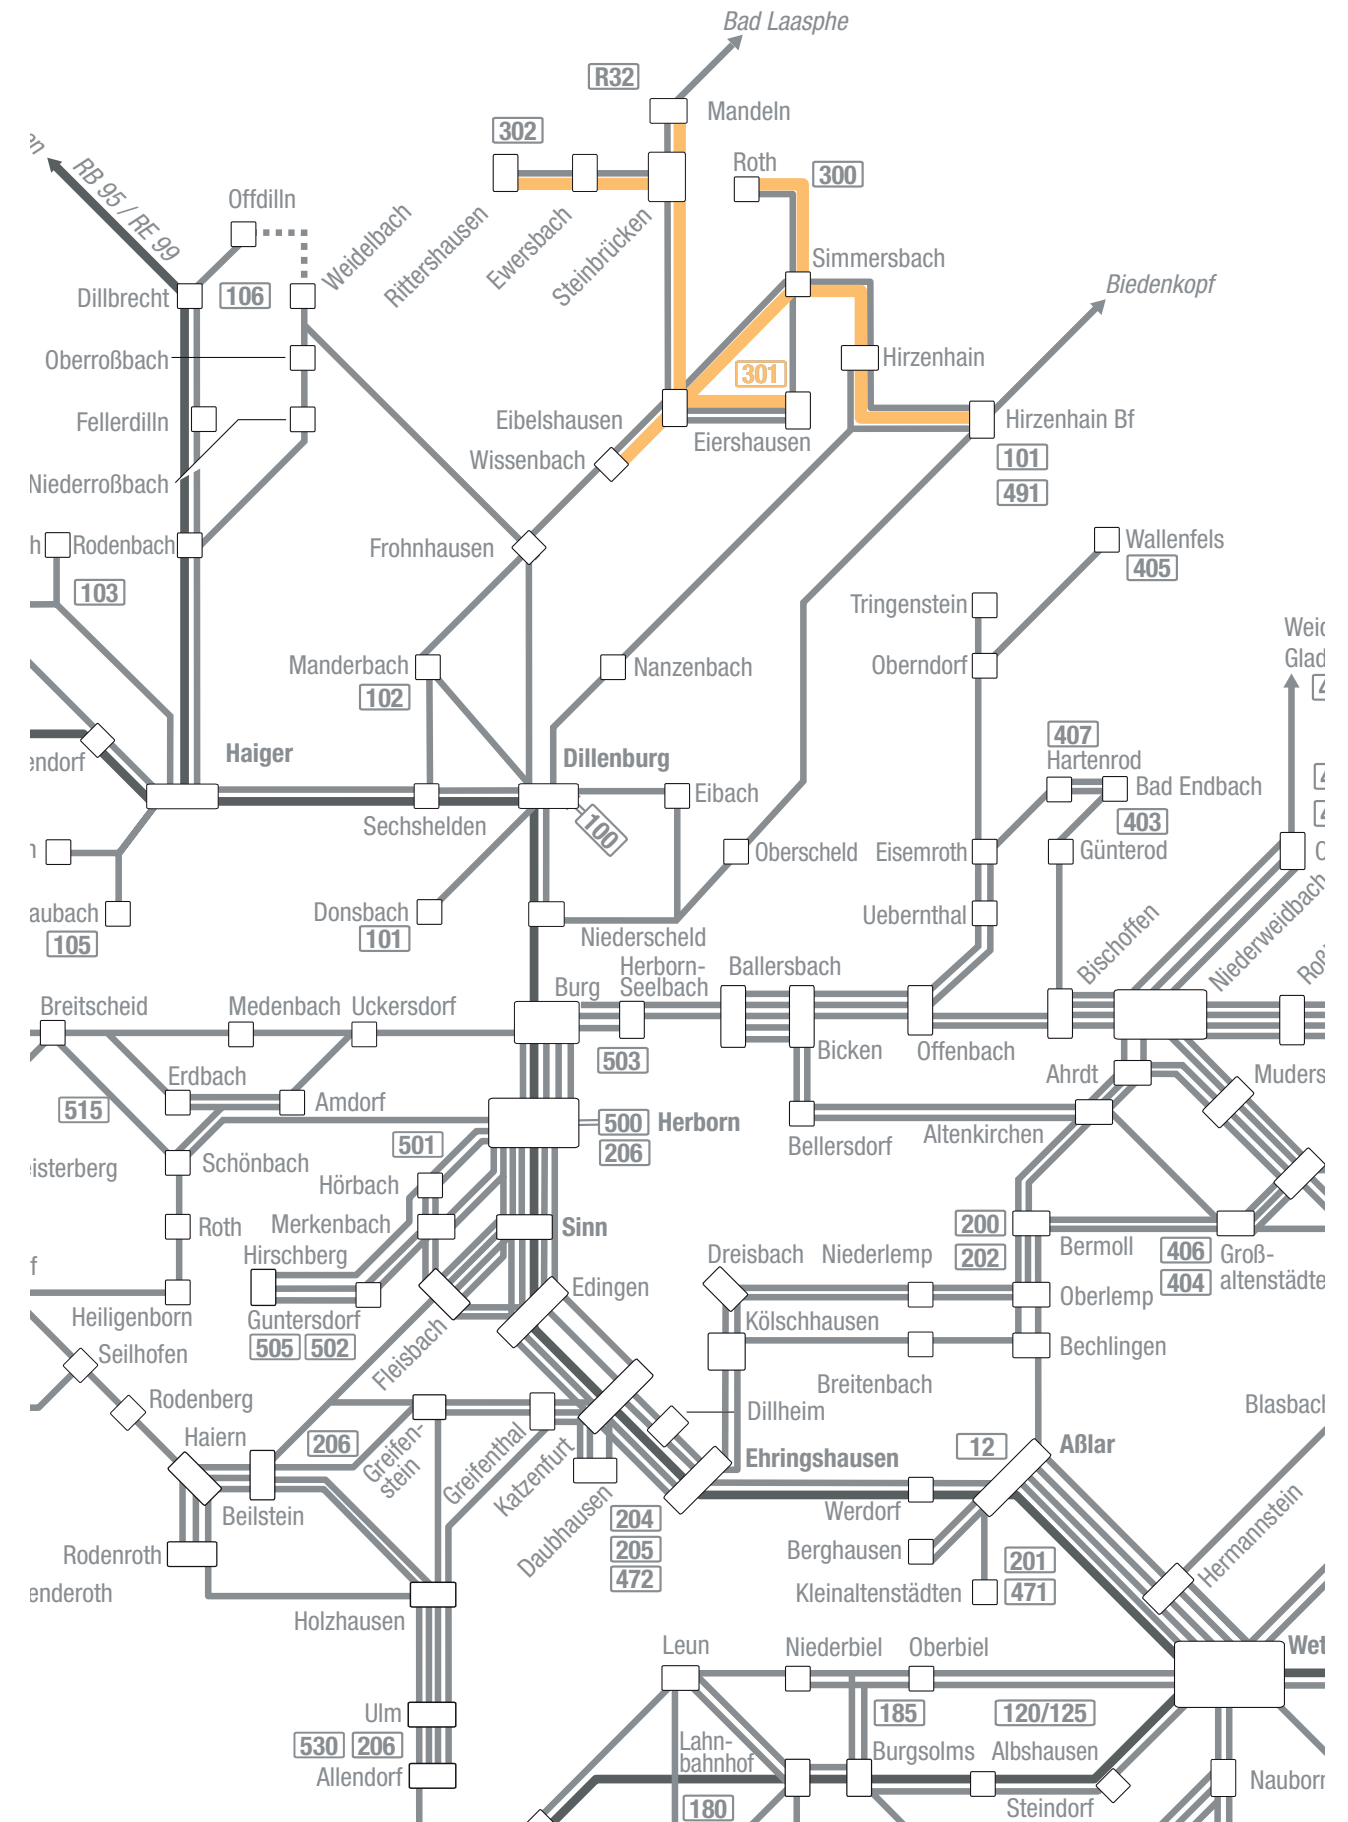 Bad Laasphe
R32
Mandeln
302
RB 95 / RE 99
Roth
300
Offdilln
Weidelbach
Rittershausen
Ewersbach
Steinbrücken
Simmersbach
Dillbrecht
106
Biedenkopf
Oberroßbach
Hirzenhain
301
Fellerdilln
Eibelshausen
Eiershausen
Hirzenhain Bf
Wissenbach
101
491
Niederroßbach
Rodenbach
Frohnhausen
Wallenfels
405
103
Tringenstein
Manderbach
102
Nanzenbach
Oberndorf
Haiger
Dillenburg
407
Hartenrod
Bad Endbach
Eibach
403
Sechshelden
100
Oberscheld
Eisemroth
Günterod
Donsbach
101
Uebernthal
105
Niederscheld
Bischoffen
Niederweidbach
Herborn-
Seelbach
Ballersbach
Breitscheid
Medenbach
Uckersdorf
Burg
503
Bicken
Offenbach
Erdbach
Ahrdt
515
Amdorf
501
500
Herborn
206
Bellersdorf
Altenkirchen
Schönbach
Hörbach
Roth
Merkenbach
Sinn
200
202
Bermoll
406
404
Groß-
Hirschberg
Dreisbach
Niederlemp
Edingen
Oberlemp
Heiligenborn
Guntersdorf
505
502
Kölschhausen
Seilhofen
Fleisbach
Bechlingen
Breitenbach
Rodenberg
Dillheim
Haiern
206
Greifen-
stein
Greifenthal
Katzenfurt
Ehringshausen
12
Aßlar
Beilstein
Daubhausen
204
205
472
Werdorf
Hermannstein
Rodenroth
Berghausen
201
471
Kleinaltenstädten
Holzhausen
Leun
Niederbiel
Oberbiel
Ulm
185
120/125
530
206
Lahn-
bahnhof
Burgsolms
Albshausen
Allendorf
180
Steindorf